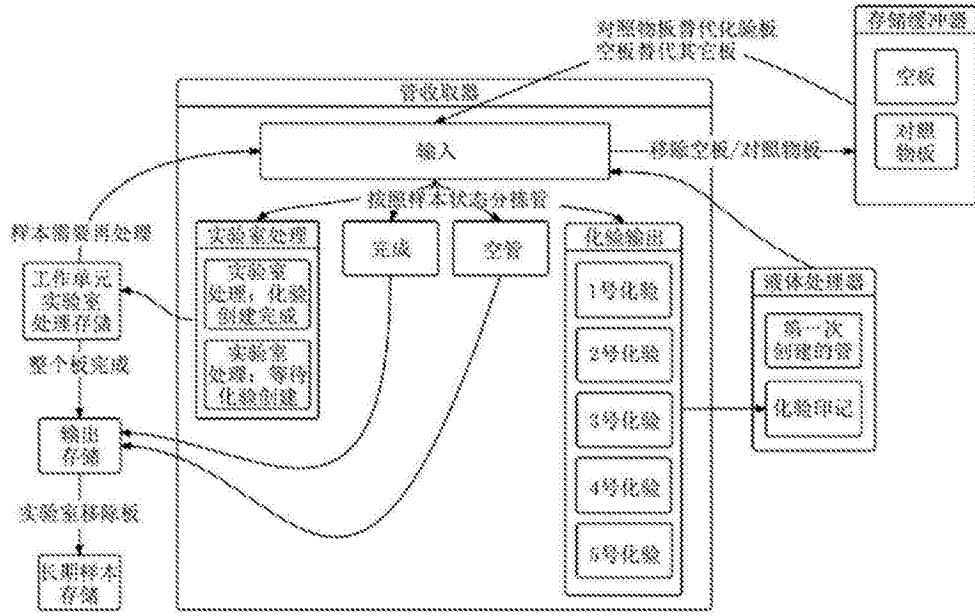 对照物板替代化验板
空板替代其它板
存储缓冲器
空板
对照
物板
管收取器
输入
移除空板/对照物板
按照样本状态分拣管
样本需要再处理
实验室处理
实验室
处理：化验
创建完成
实验室
处理：等待
化验创建
完成
空管
化验输出
1号化验
2号化验
3号化验
4号化验
5号化验
液体处理器
第一次
创建的管
化验印记
工作单元
实验室
处理存储
整个板完成
输出
存储
实验室移除板
长期样本
存储